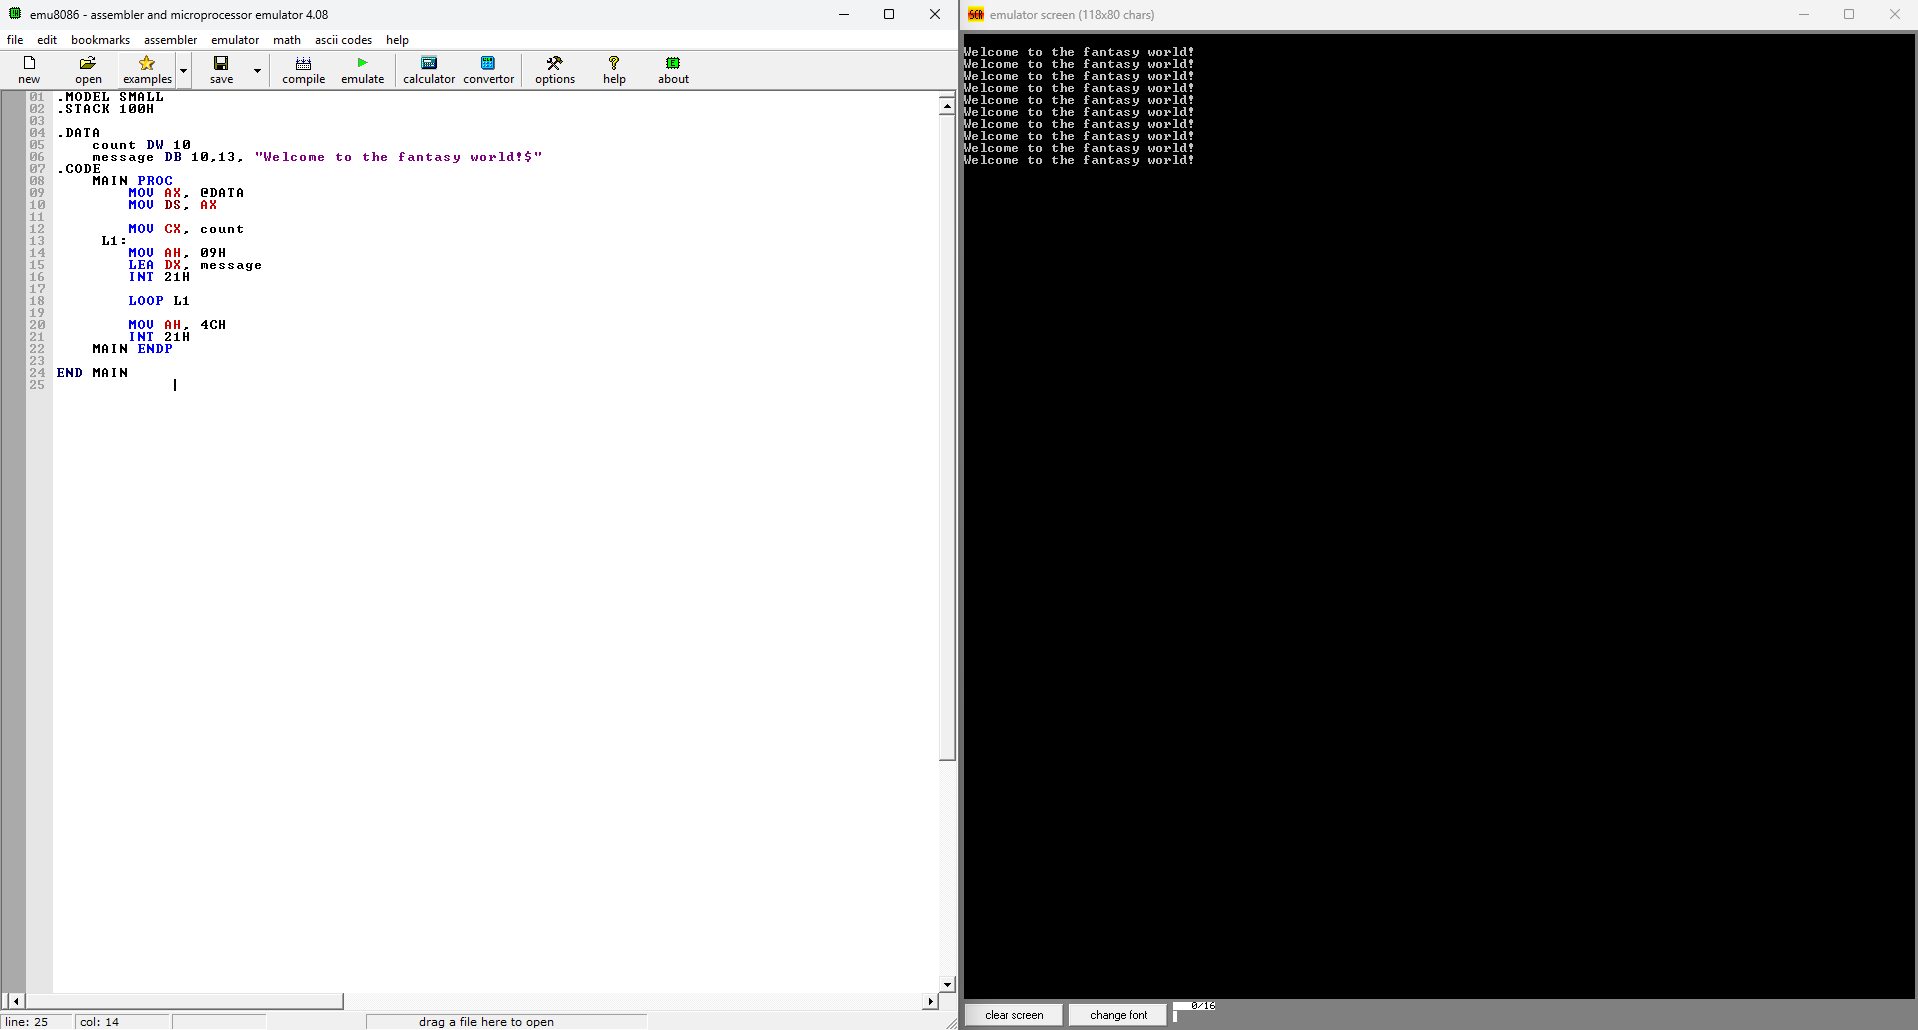 emu8086 - assembler and microprocessor emulator 4.08
file edit bookmarks assembler emulator math ascii codes help
new open examples save compile emulate calculator convertor options help about
01 .MODEL SMALL
02 .STACK 100H
03
04 .DATA
05     count DW 10
06     message DB 10,13, "Welcome to the fantasy world!$"
07 .CODE
08     MAIN PROC
09         MOV AX, @DATA
10         MOV DS, AX
11
12         MOV CX, count
13      L1:
14         MOV AH, 09H
15         LEA DX, message
16         INT 21H
17
18         LOOP L1
19
20         MOV AH, 4CH
21         INT 21H
22     MAIN ENDP
23
24 END MAIN
25
line: 25 col: 14 drag a file here to open
SCR emulator screen (118x80 chars)
Welcome to the fantasy world!
Welcome to the fantasy world!
Welcome to the fantasy world!
Welcome to the fantasy world!
Welcome to the fantasy world!
Welcome to the fantasy world!
Welcome to the fantasy world!
Welcome to the fantasy world!
Welcome to the fantasy world!
Welcome to the fantasy world!
clear screen change font 0/16